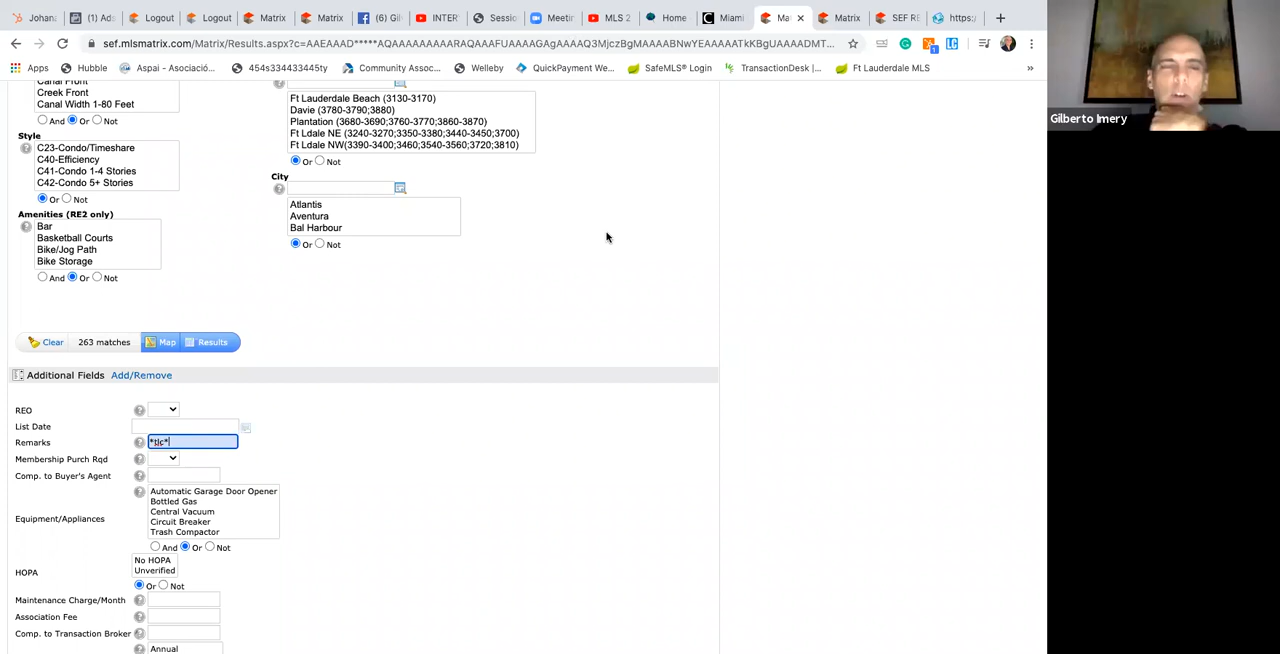 Johan
(1) Ads
Logout
Logout
Matrix
Matrix
(6) Gil
INTER
Sessio
Meetin
MLS 2
Home
Miami
Ma
Matrix
SEF RE
https:/
sef.mlsmatrix.com/Matrix/Results.aspx?c=AAEAAAD*****AQAAAAAAAAARAQAAAFUAAAAGAgAAAAQ3MjczBgMAAAABNwYEAAAAATkKBgUAAAADMT...
Apps
Hubble
Aspai - Asociació...
454s334433445ty
Community Assoc...
Welleby
QuickPayment We...
SafeMLS® Login
TransactionDesk |...
Ft Lauderdale MLS
»
Canal Front
Creek Front
Canal Width 1-80 Feet
And Or Not
Style
C23-Condo/Timeshare
C40-Efficiency
C41-Condo 1-4 Stories
C42-Condo 5+ Stories
Or Not
Amenities (RE2 only)
Bar
Basketball Courts
Bike/Jog Path
Bike Storage
And Or Not
Ft Lauderdale Beach (3130-3170)
Davie (3780-3790;3880)
Plantation (3680-3690;3760-3770;3860-3870)
Ft Ldale NE (3240-3270;3350-3380;3440-3450;3700)
Ft Ldale NW(3390-3400;3460;3540-3560;3720;3810)
Or Not
City
Atlantis
Aventura
Bal Harbour
Or Not
Clear 263 matches Map Results
Additional Fields Add/Remove
REO
List Date
Remarks *tlc*
Membership Purch Rqd
Comp. to Buyer's Agent
Equipment/Appliances
Automatic Garage Door Opener
Bottled Gas
Central Vacuum
Circuit Breaker
Trash Compactor
And Or Not
HOPA
No HOPA
Unverified
Or Not
Maintenance Charge/Month
Association Fee
Comp. to Transaction Broker
Annual
Gilberto Imery